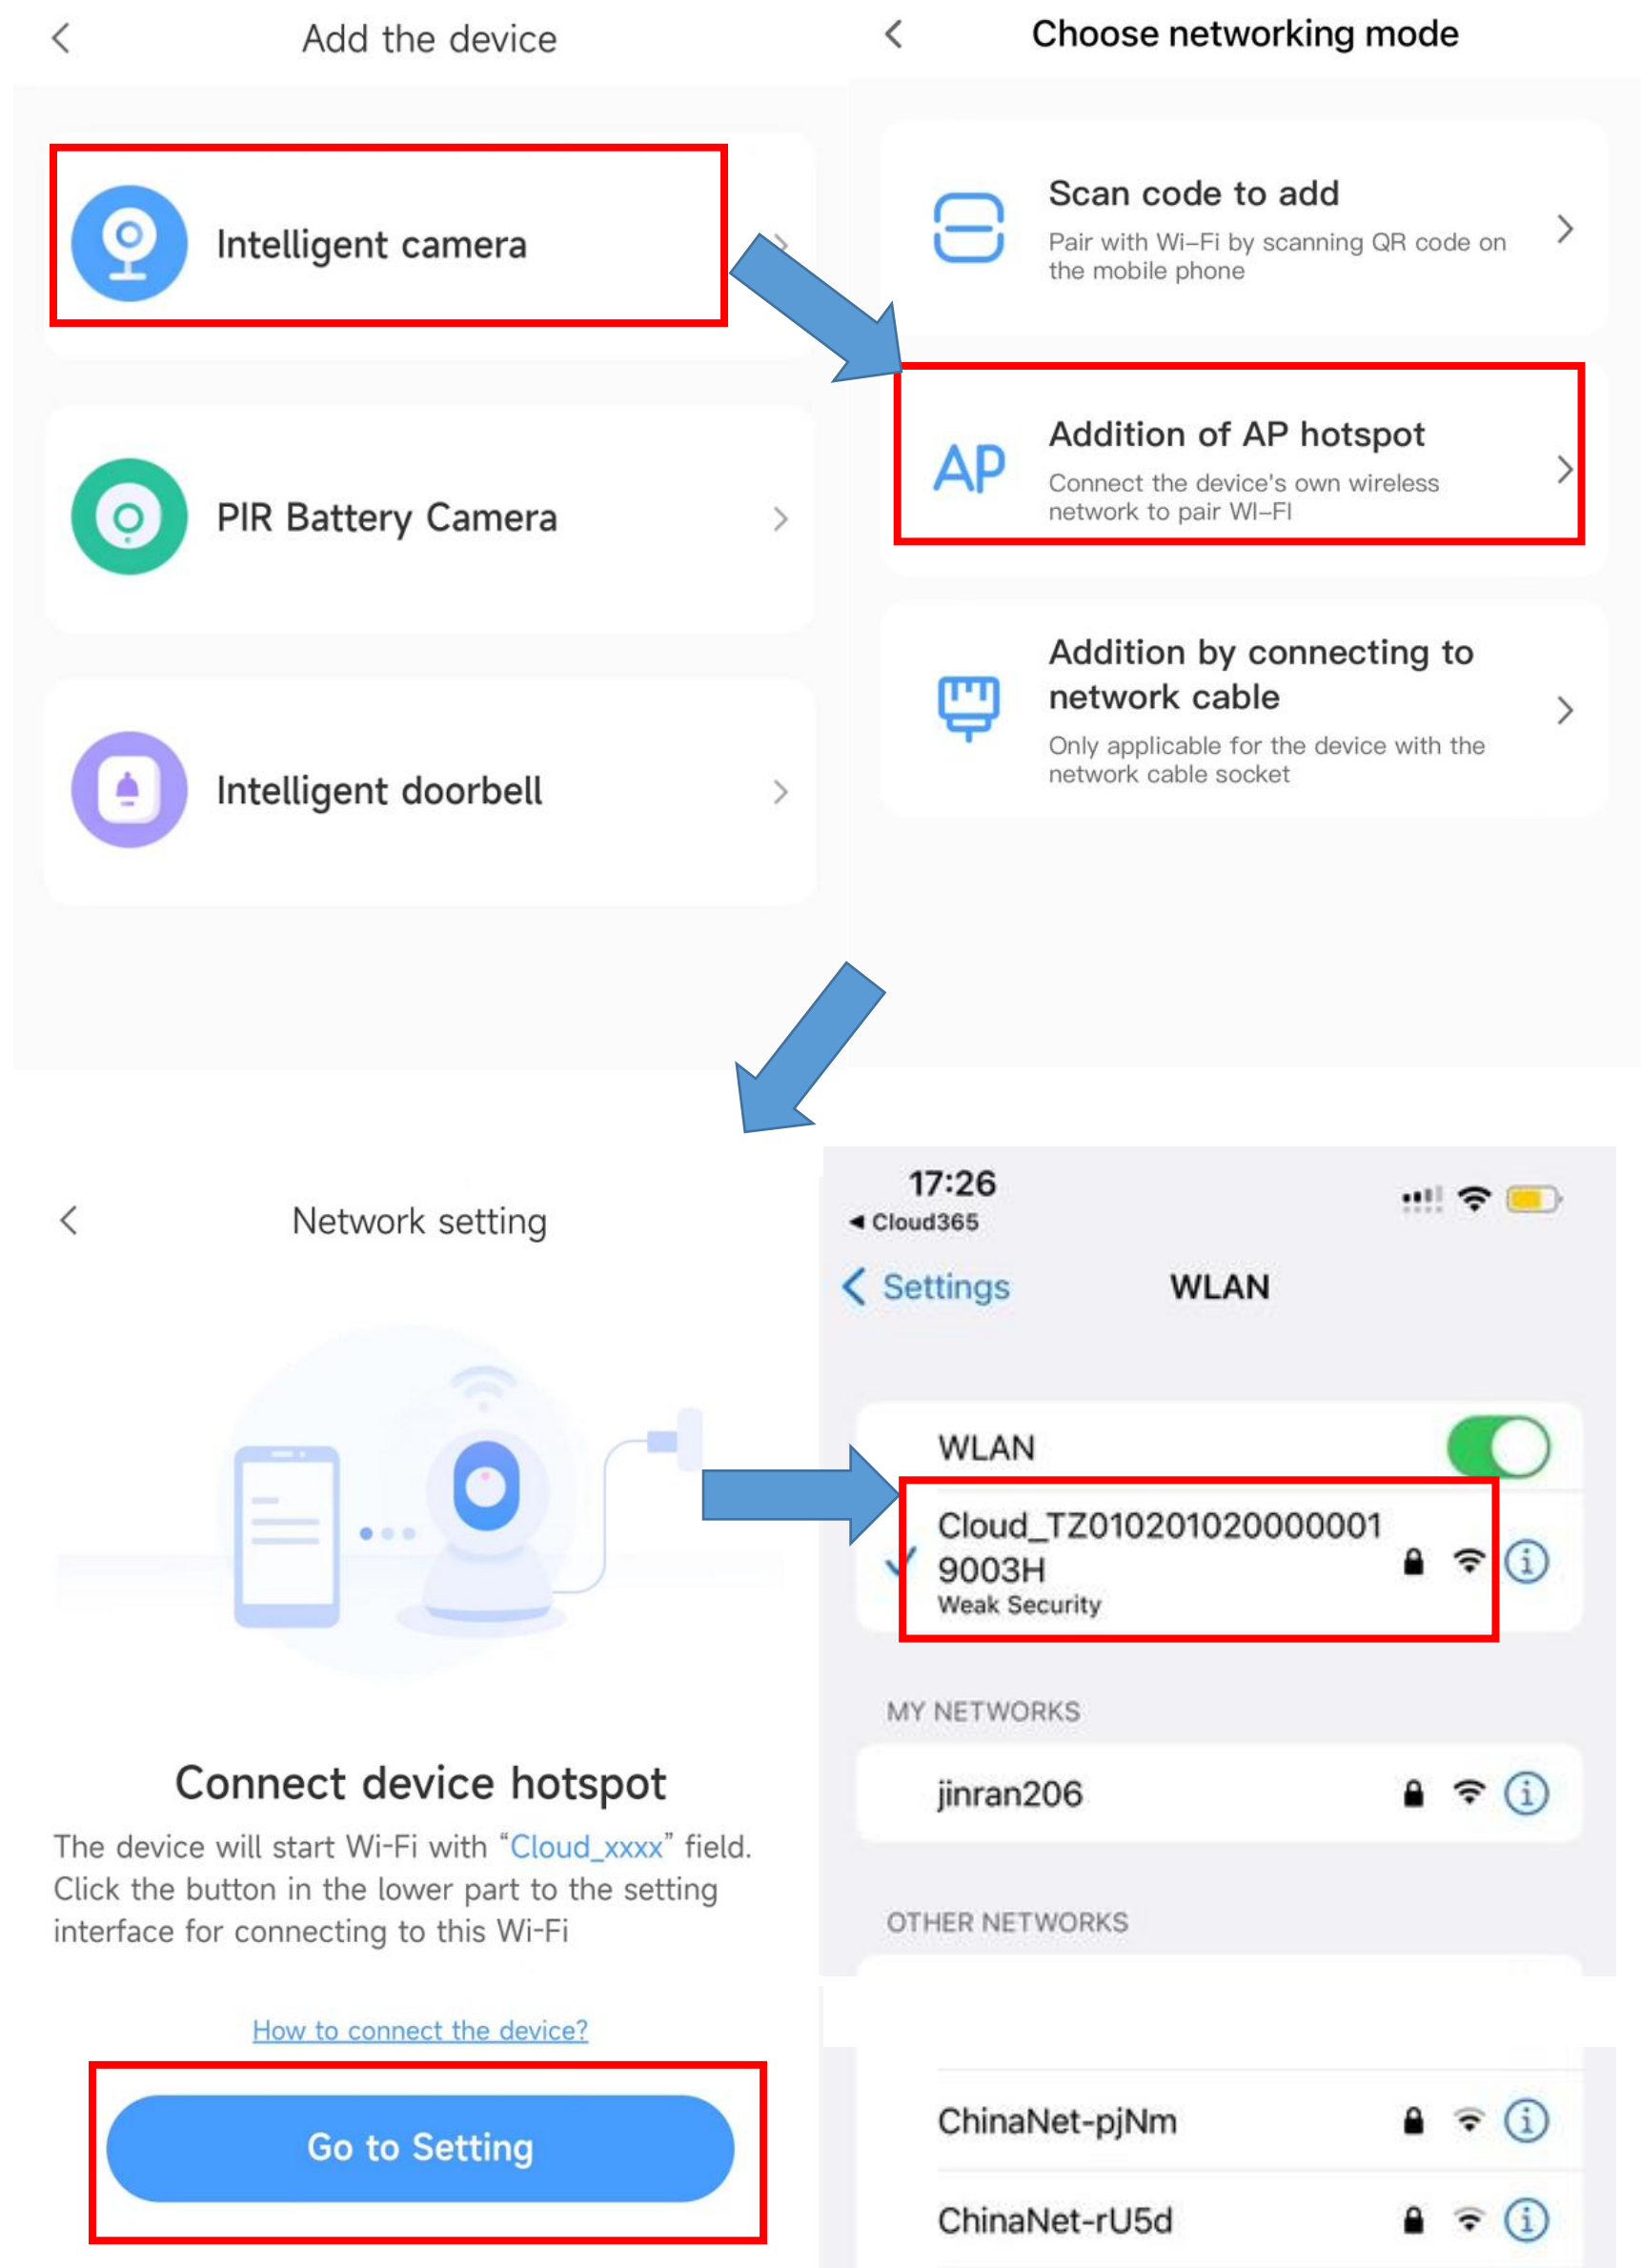 Add the device
Intelligent camera
PIR Battery Camera
Intelligent doorbell
Choose networking mode
Scan code to add
Pair with Wi-Fi by scanning QR code on
the mobile phone
AP
Addition of AP hotspot
Connect the device's own wireless
network to pair WI-FI
Addition by connecting to
network cable
Only applicable for the device with the
network cable socket
Network setting
Connect device hotspot
The device will start Wi-Fi with “Cloud_xxxx” field.
Click the button in the lower part to the setting
interface for connecting to this Wi-Fi
How to connect the device?
Go to Setting
17:26
Cloud365
Settings
WLAN
WLAN
Cloud_TZ010201020000001
9003H
Weak Security
MY NETWORKS
jinran206
OTHER NETWORKS
ChinaNet-pjNm
ChinaNet-rU5d